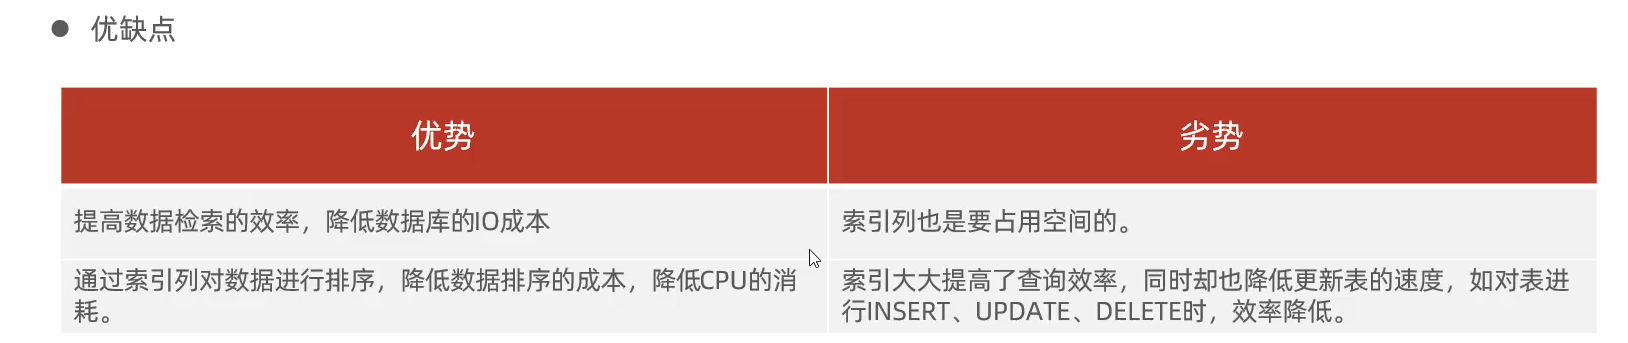 优缺点
优势
劣势
提高数据检索的效率，降低数据库的IO成本
索引列也是要占用空间的。
通过索引列对数据进行排序，降低数据排序的成本，降低CPU的消
耗。
索引大大提高了查询效率，同时却也降低更新表的速度，如对表进
行INSERT、UPDATE、DELETE时，效率降低。